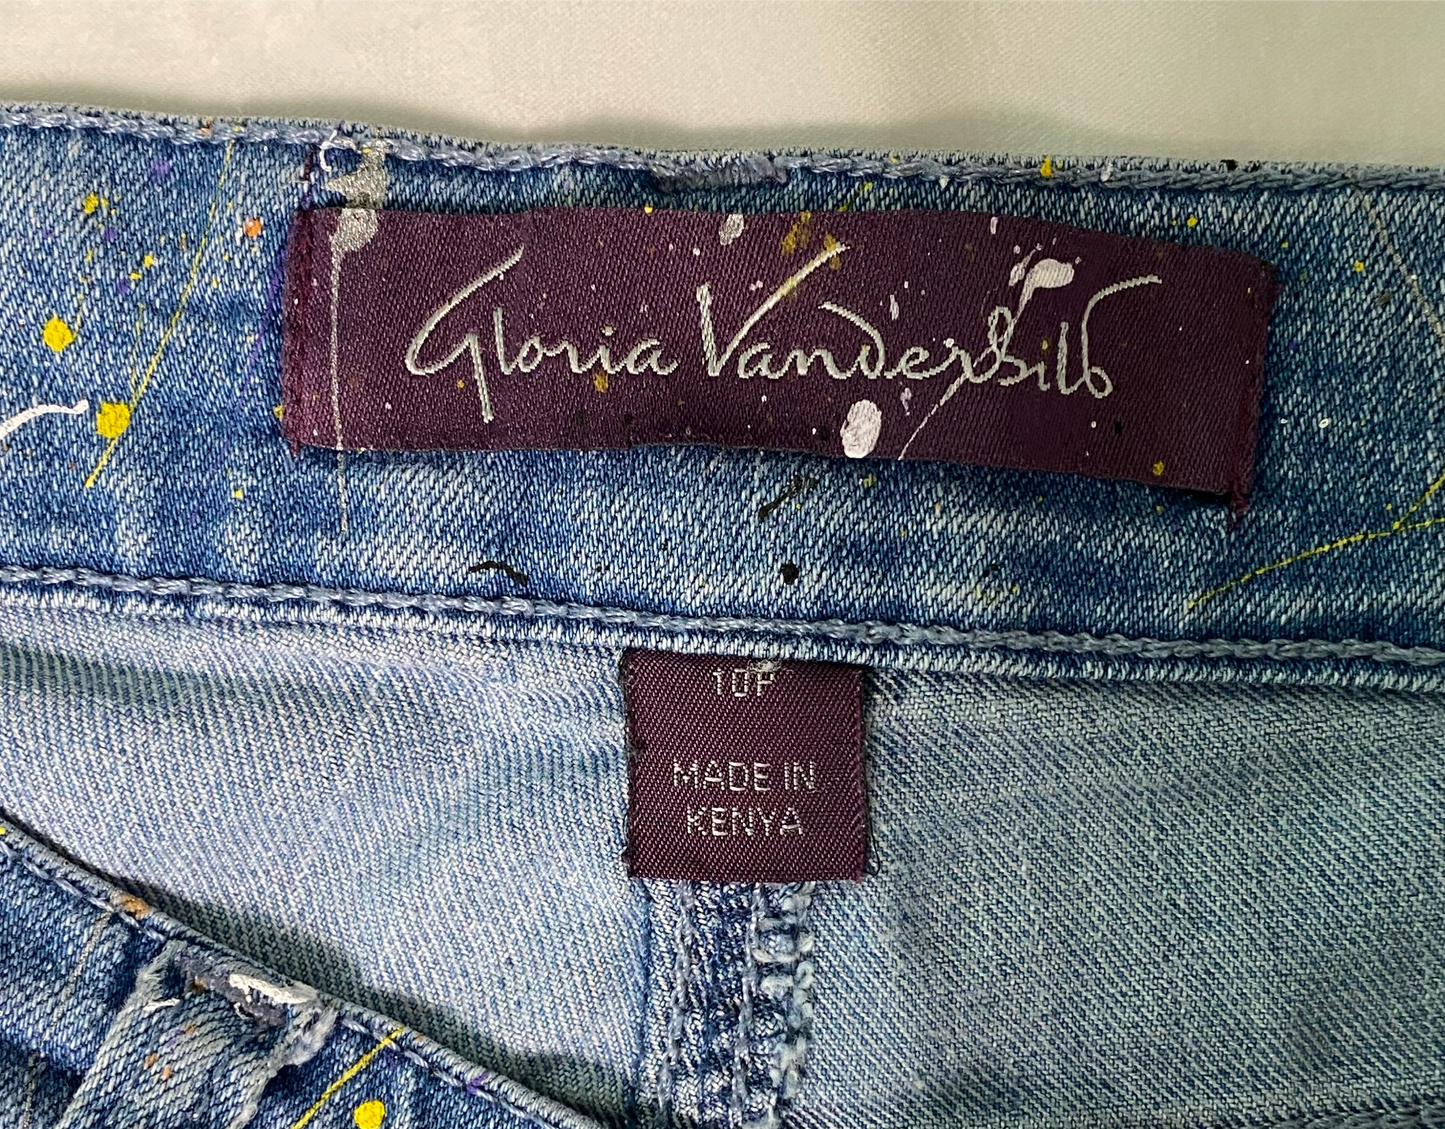 Gloria Vanderbilt
10P
MADE IN
KENYA